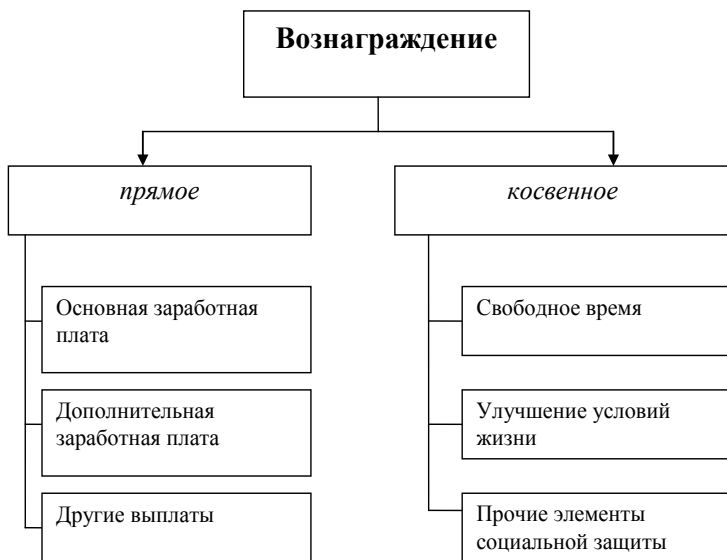 Вознаграждение
прямое
косвенное
Основная заработная
плата
Дополнительная
заработная плата
Другие выплаты
Свободное время
Улучшение условий
жизни
Прочие элементы
социальной защиты